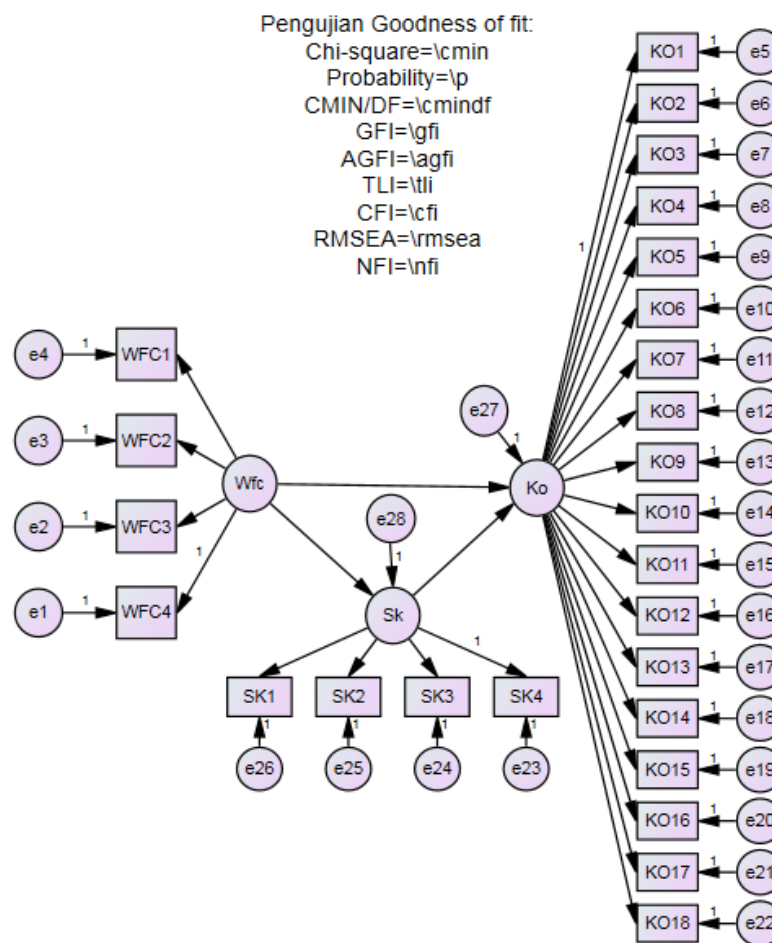 Pengujian Goodness of fit:
Chi-square=\cmin
Probability=\p
CMIN/DF=\cmindf
GFI=\gfi
AGFI=\agfi
TLI=\tli
CFI=\cfi
RMSEA=\rmsea
NFI=\nfi
KO1 1 e5
KO2 1 e6
KO3 1 e7
KO4 1 e8
1
KO5 1 e9
KO6 1 e10
e4 1 WFC1
KO7 1 e11
e27
1
KO8 1 e12
e3 1 WFC2
KO9 1 e13
Wfc
Ko
KO10 1 e14
e2 1 WFC3
e28
1
1
KO11 1 e15
e1 1 WFC4
Sk
KO12 1 e16
1
KO13 1 e17
SK1 SK2 SK3 SK4
KO14 1 e18
1 1 1 1
e26 e25 e24 e23
KO15 1 e19
KO16 1 e20
KO17 1 e21
KO18 1 e22